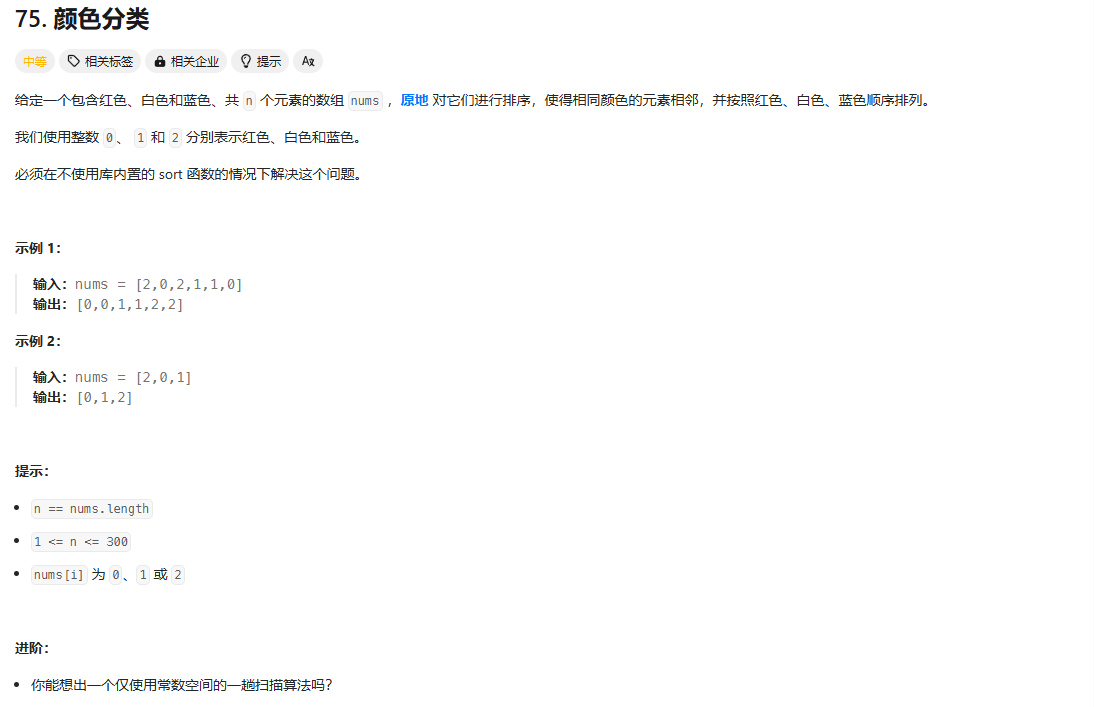 75. 颜色分类
中等 相关标签 相关企业 提示 Ax
给定一个包含红色、白色和蓝色、共 n 个元素的数组 nums ，原地 对它们进行排序，使得相同颜色的元素相邻，并按照红色、白色、蓝色顺序排列。
我们使用整数 0、 1 和 2 分别表示红色、白色和蓝色。
必须在不使用库内置的 sort 函数的情况下解决这个问题。
示例 1：
输入：nums = [2,0,2,1,1,0]
输出：[0,0,1,1,2,2]
示例 2：
输入：nums = [2,0,1]
输出：[0,1,2]
提示：
n == nums.length
1 <= n <= 300
nums[i] 为 0、1 或 2
进阶：
你能想出一个仅使用常数空间的一趟扫描算法吗？